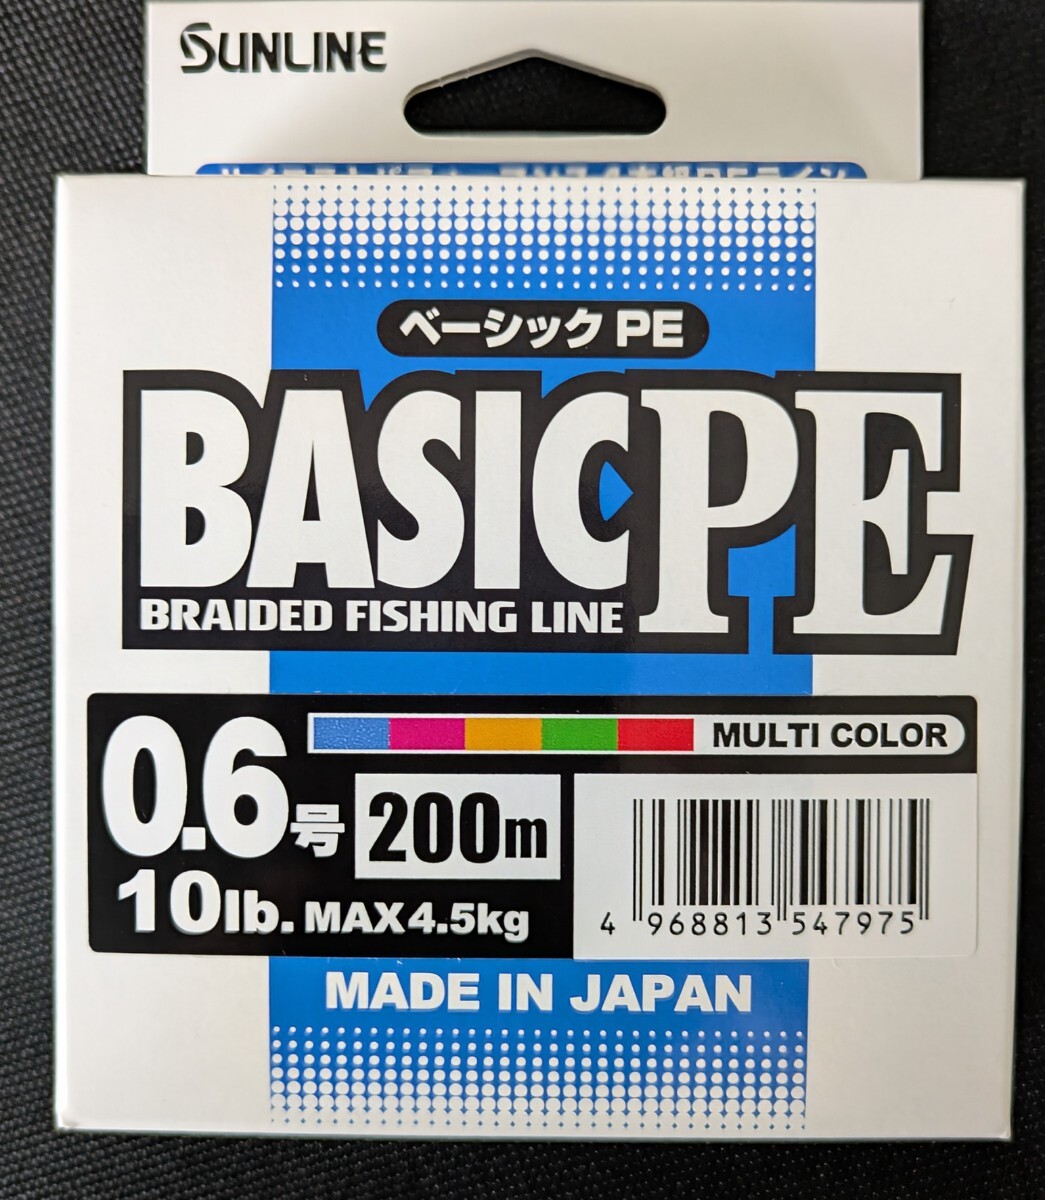 SUNLINE
ベーシック PE
BASIC PE
BRAIDED FISHING LINE
MULTI COLOR
0.6号
200m
10lb. MAX4.5kg
4 968813 547975
MADE IN JAPAN